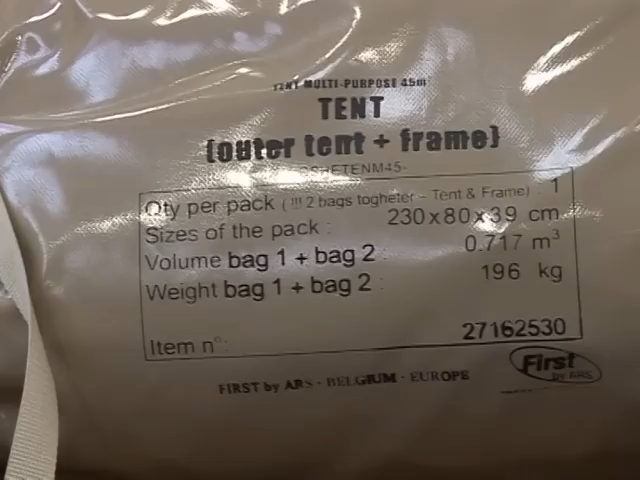 TENT MULTI-PURPOSE 45m²
TENT
(outer tent + frame)
Qty per pack ( !!! 2 bags togheter – Tent & Frame) : 1
Sizes of the pack : 230 x 80 x 39 cm
Volume bag 1 + bag 2 : 0.717 m³
Weight bag 1 + bag 2 : 196 kg
Item n° : 27162530
FIRST by ARS - BELGIUM - EUROPE
First
by ARS